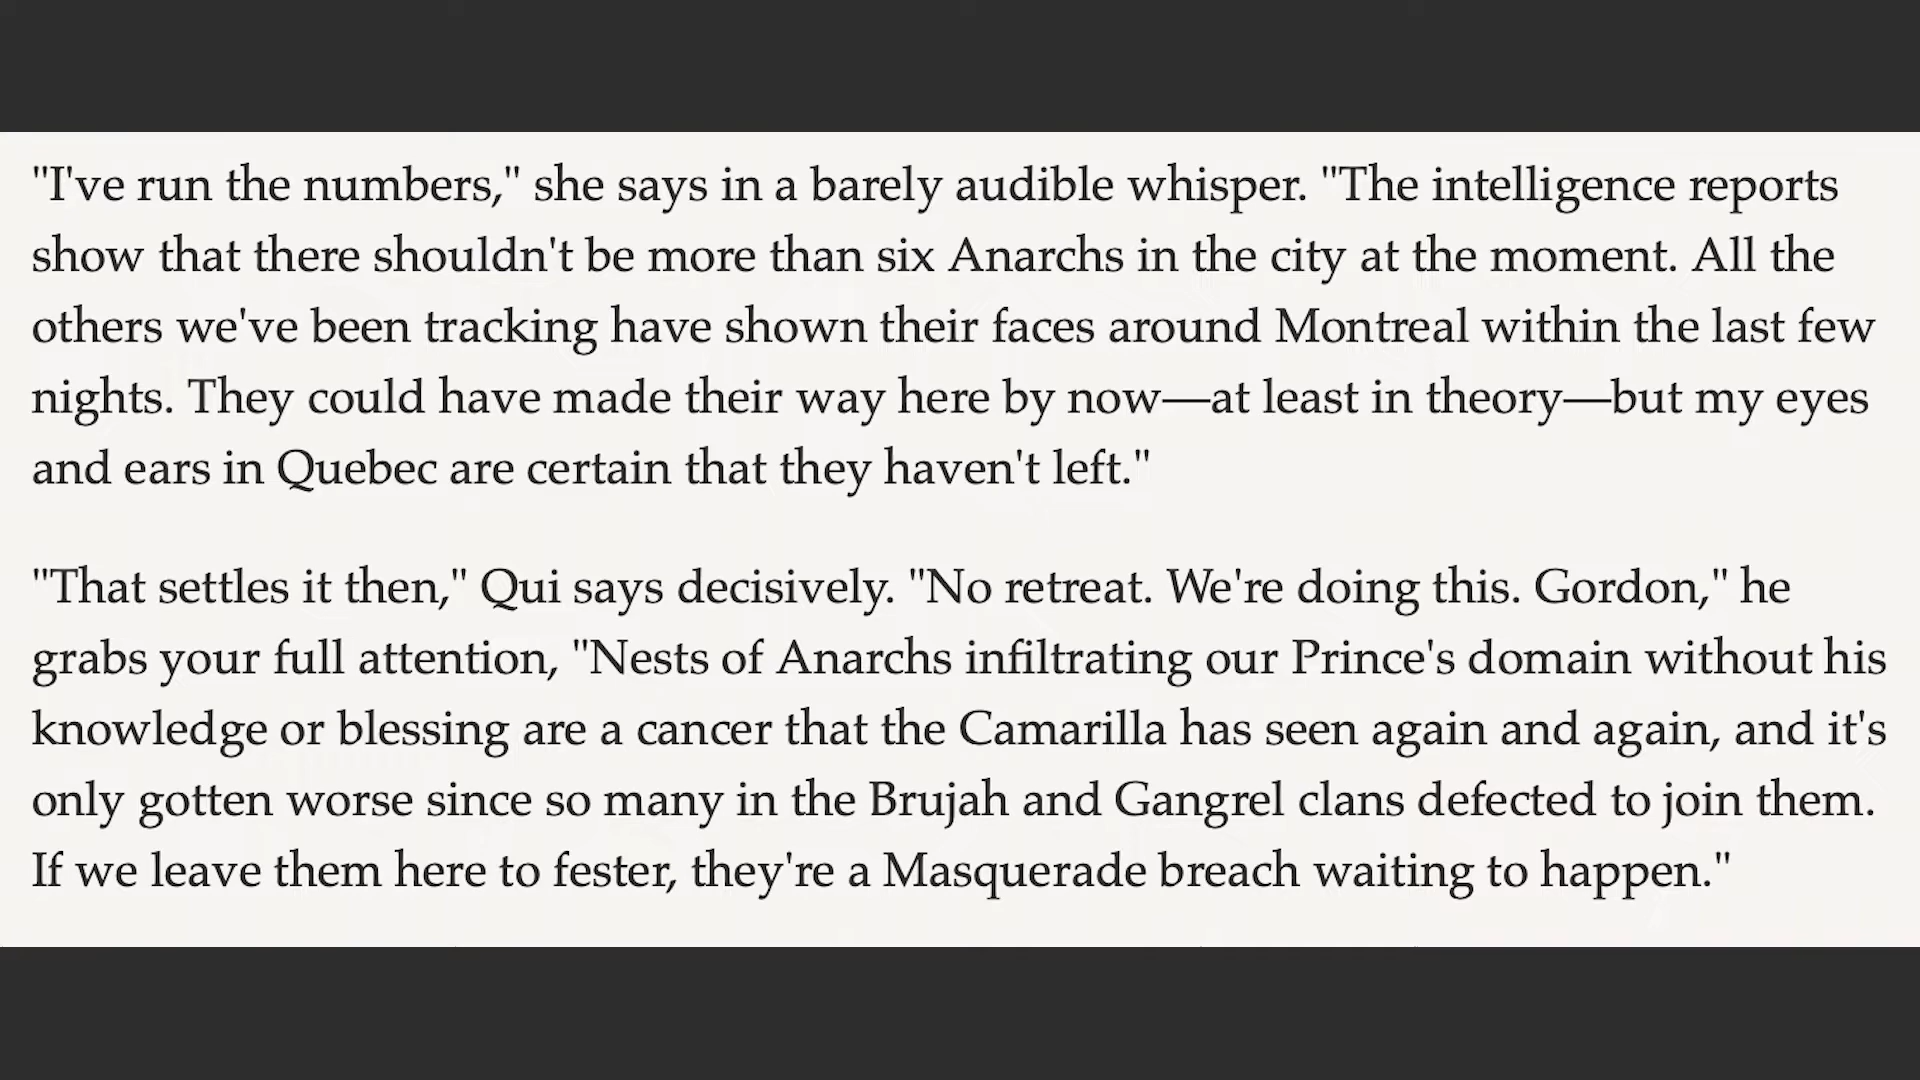 "I've run the numbers," she says in a barely audible whisper. "The intelligence reports
show that there shouldn't be more than six Anarchs in the city at the moment. All the
others we've been tracking have shown their faces around Montreal within the last few
nights. They could have made their way here by now—at least in theory—but my eyes
and ears in Quebec are certain that they haven't left."
"That settles it then," Qui says decisively. "No retreat. We're doing this. Gordon," he
grabs your full attention, "Nests of Anarchs infiltrating our Prince's domain without his
knowledge or blessing are a cancer that the Camarilla has seen again and again, and it's
only gotten worse since so many in the Brujah and Gangrel clans defected to join them.
If we leave them here to fester, they're a Masquerade breach waiting to happen."